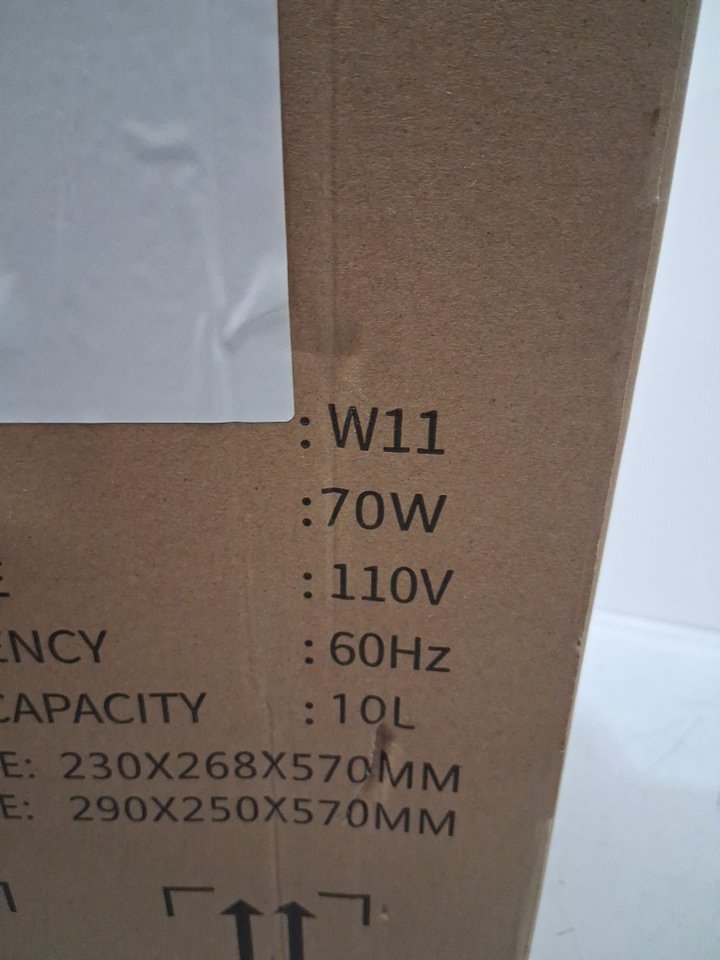 : W11
:70W
E : 110V
ENCY : 60Hz
CAPACITY : 10L
E: 230X268X570MM
E: 290X250X570MM